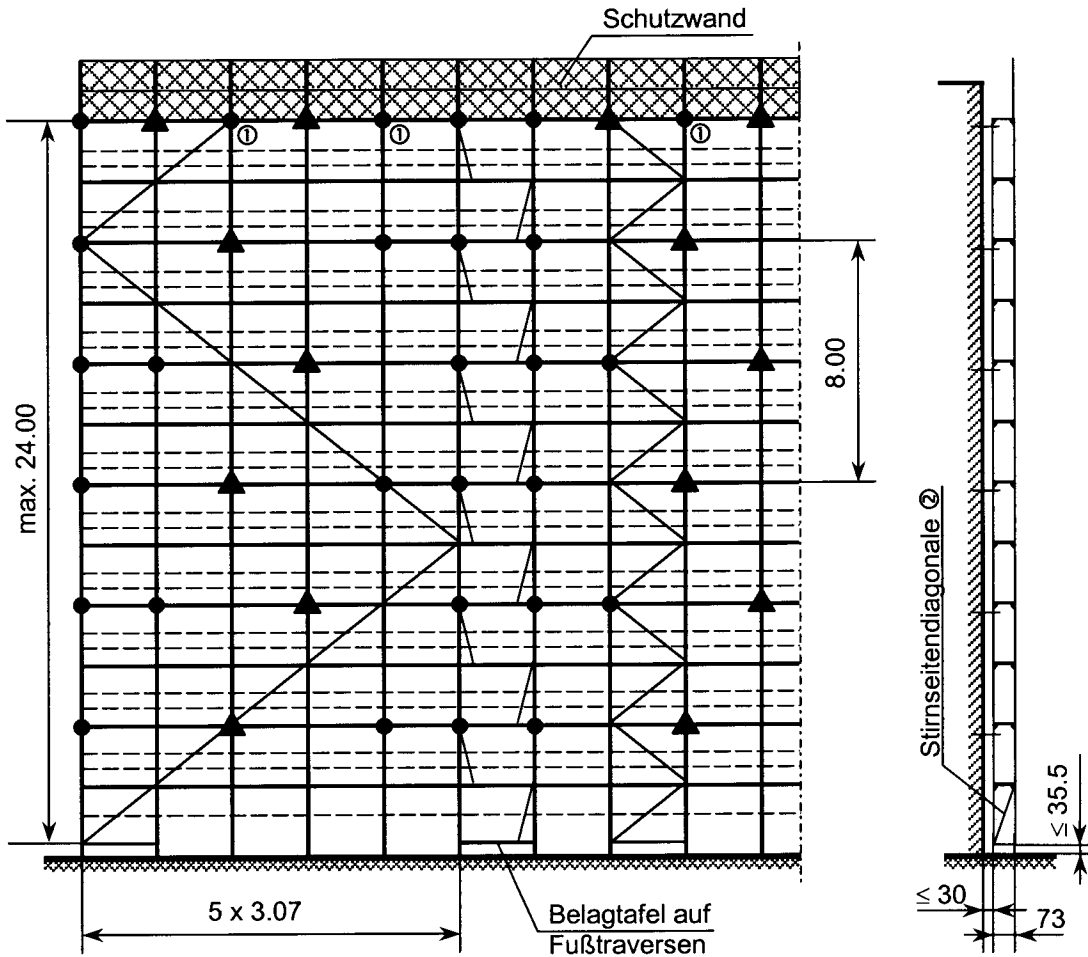 Schutzwand
①
①
①
max. 24.00
8.00
Stirnseitendiagonale ②
≤ 35.5
5 x 3.07
Belagtafel auf
Fußtraversen
≤ 30
73